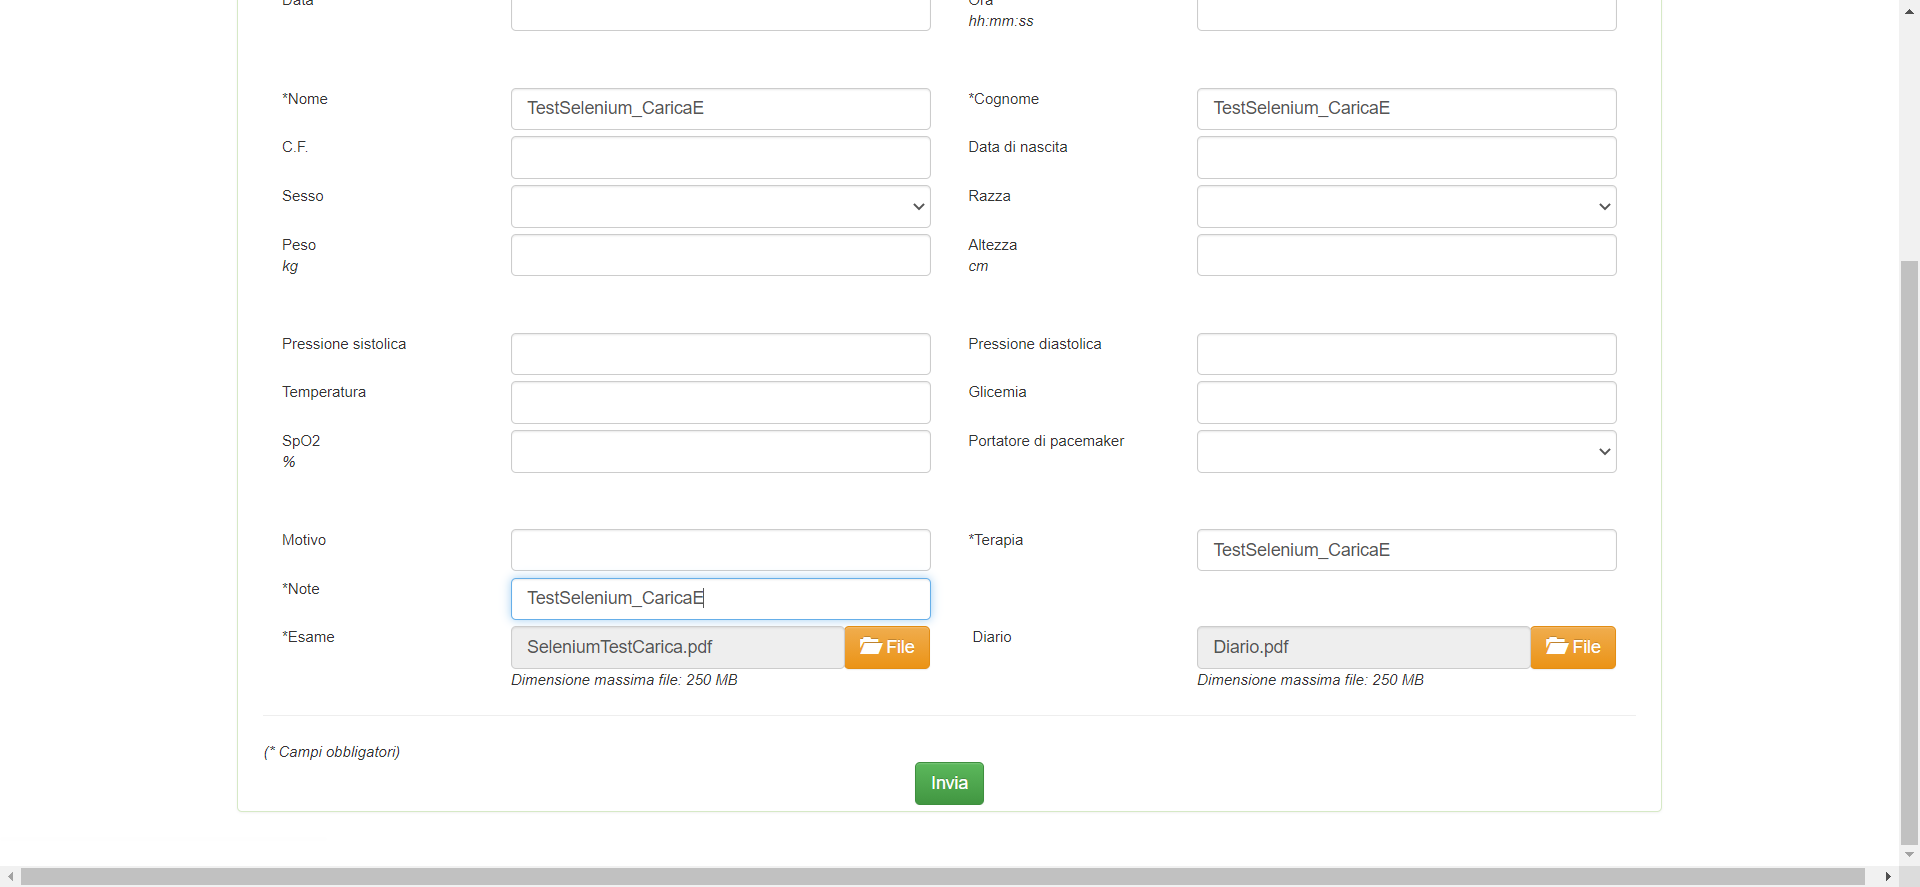 Data
Ora
hh:mm:ss
*Nome
TestSelenium_CaricaE
*Cognome
TestSelenium_CaricaE
C.F.
Data di nascita
Sesso
Razza
Peso
kg
Altezza
cm
Pressione sistolica
Pressione diastolica
Temperatura
Glicemia
SpO2
%
Portatore di pacemaker
Motivo
*Terapia
TestSelenium_CaricaE
*Note
TestSelenium_CaricaE
*Esame
SeleniumTestCarica.pdf
File
Dimensione massima file: 250 MB
Diario
Diario.pdf
File
Dimensione massima file: 250 MB
(* Campi obbligatori)
Invia